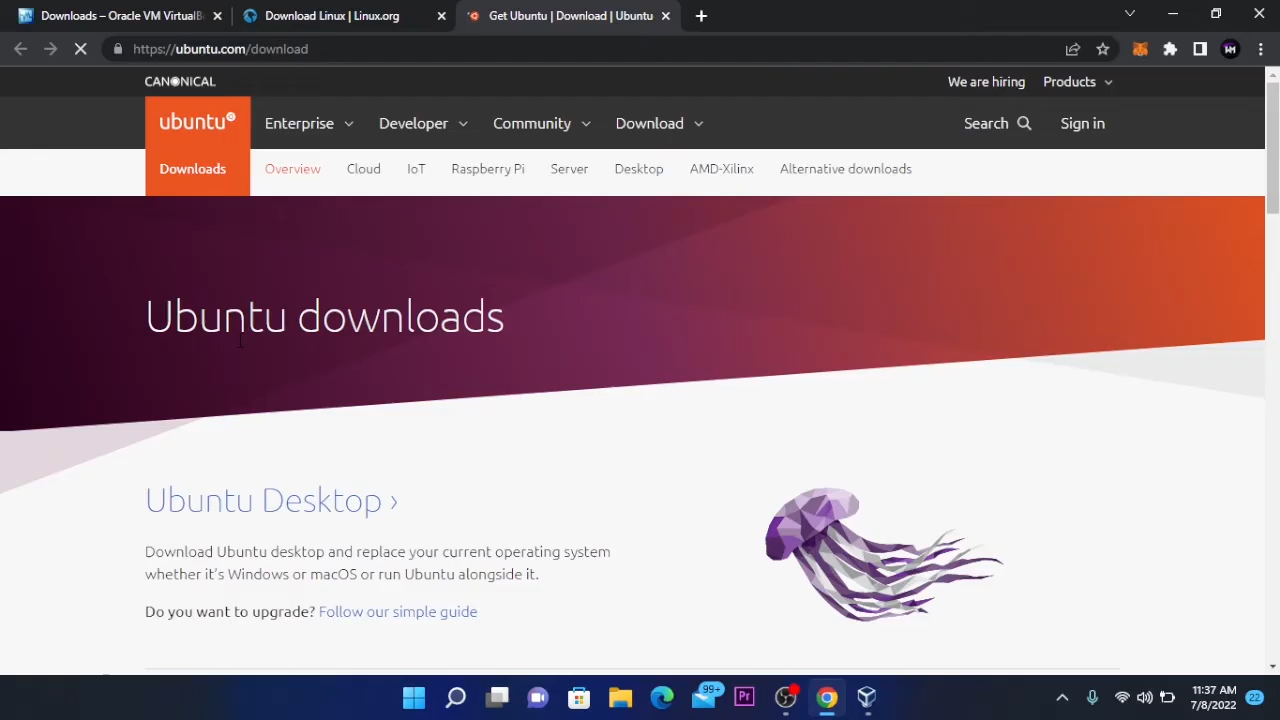 Downloads – Oracle VM VirtualB
Download Linux | Linux.org
Get Ubuntu | Download | Ubuntu
https://ubuntu.com/download
CANONICAL
We are hiring
Products
ubuntu
Enterprise
Developer
Community
Download
Search
Sign in
Downloads
Overview
Cloud
IoT
Raspberry Pi
Server
Desktop
AMD-Xilinx
Alternative downloads
Ubuntu downloads
Ubuntu Desktop ›
Download Ubuntu desktop and replace your current operating system
whether it's Windows or macOS or run Ubuntu alongside it.
Do you want to upgrade? Follow our simple guide
99+
Pr
11:37 AM
7/8/2022
22